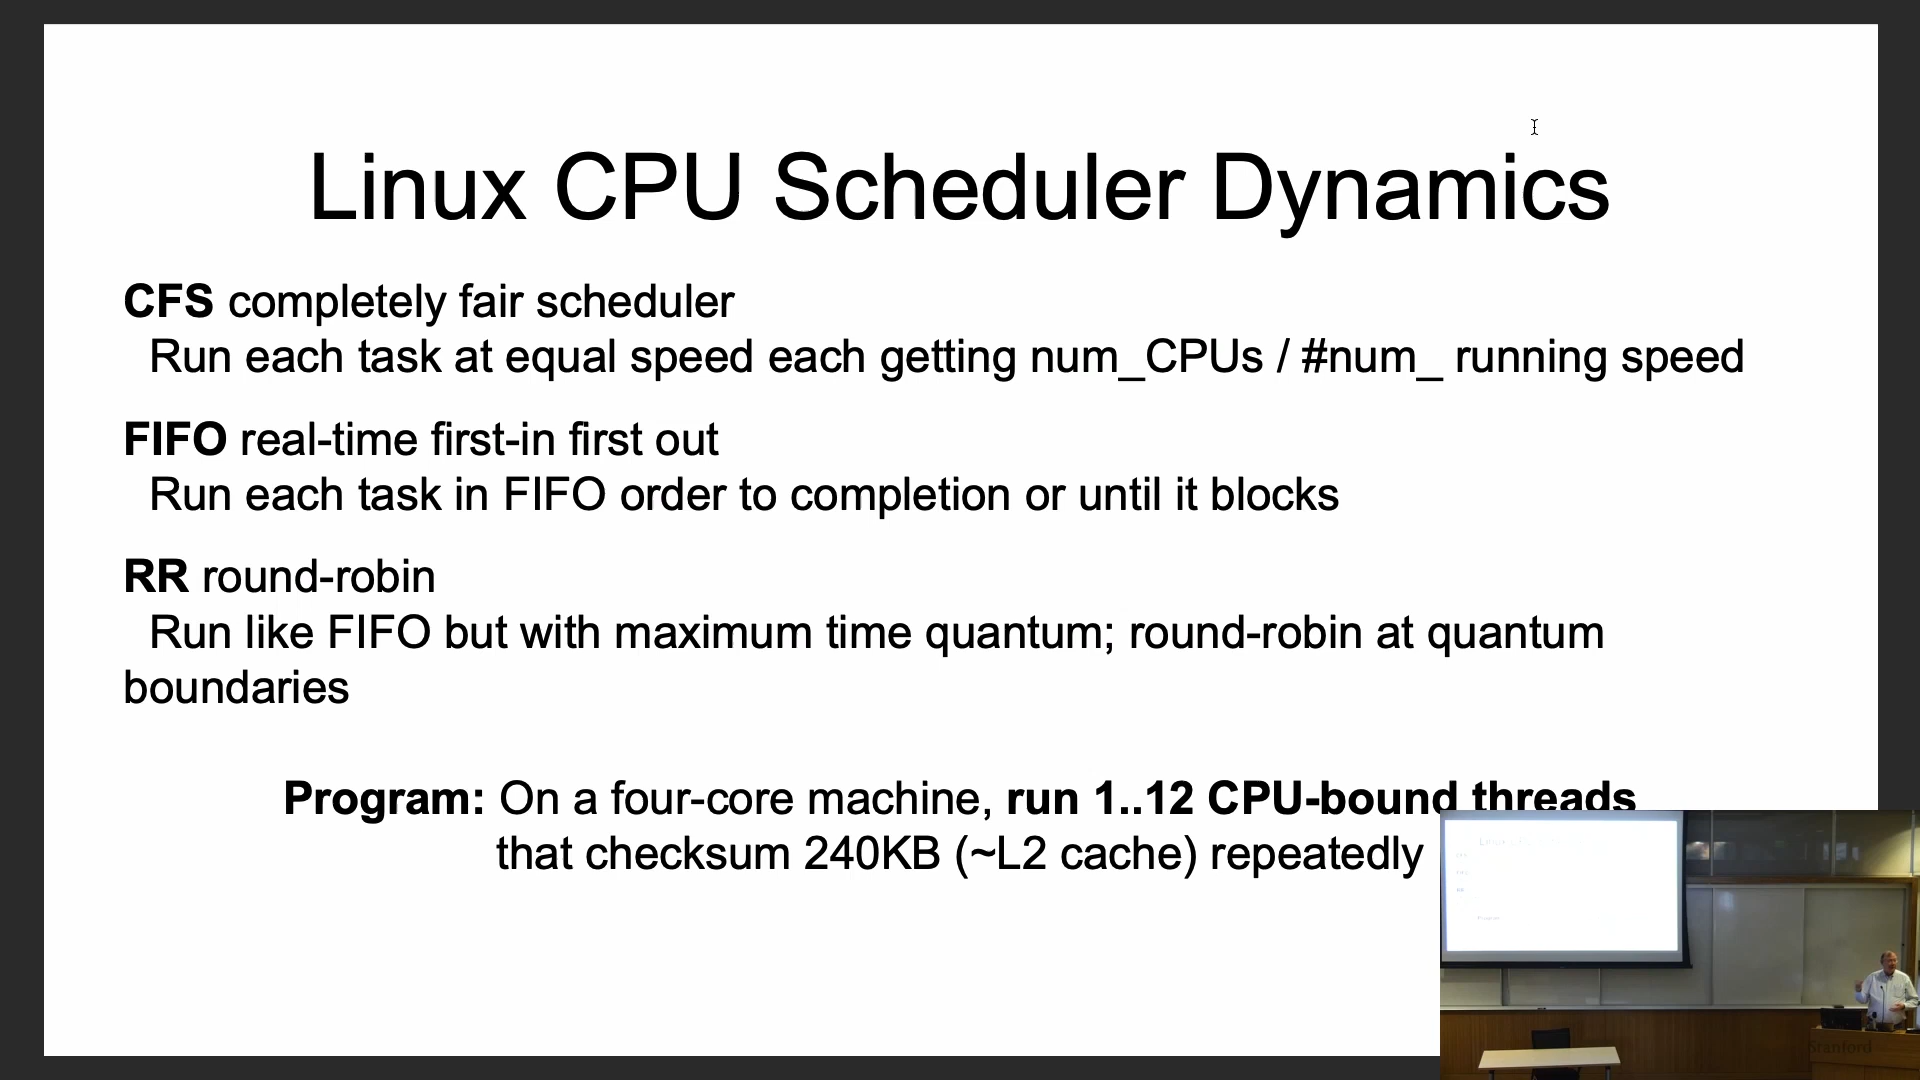 Linux CPU Scheduler Dynamics
CFS completely fair scheduler
Run each task at equal speed each getting num_CPUs / #num_ running speed
FIFO real-time first-in first out
Run each task in FIFO order to completion or until it blocks
RR round-robin
Run like FIFO but with maximum time quantum; round-robin at quantum
boundaries
Program: On a four-core machine, run 1..12 CPU-bound threads
that checksum 240KB (~L2 cache) repeatedly
Stanford